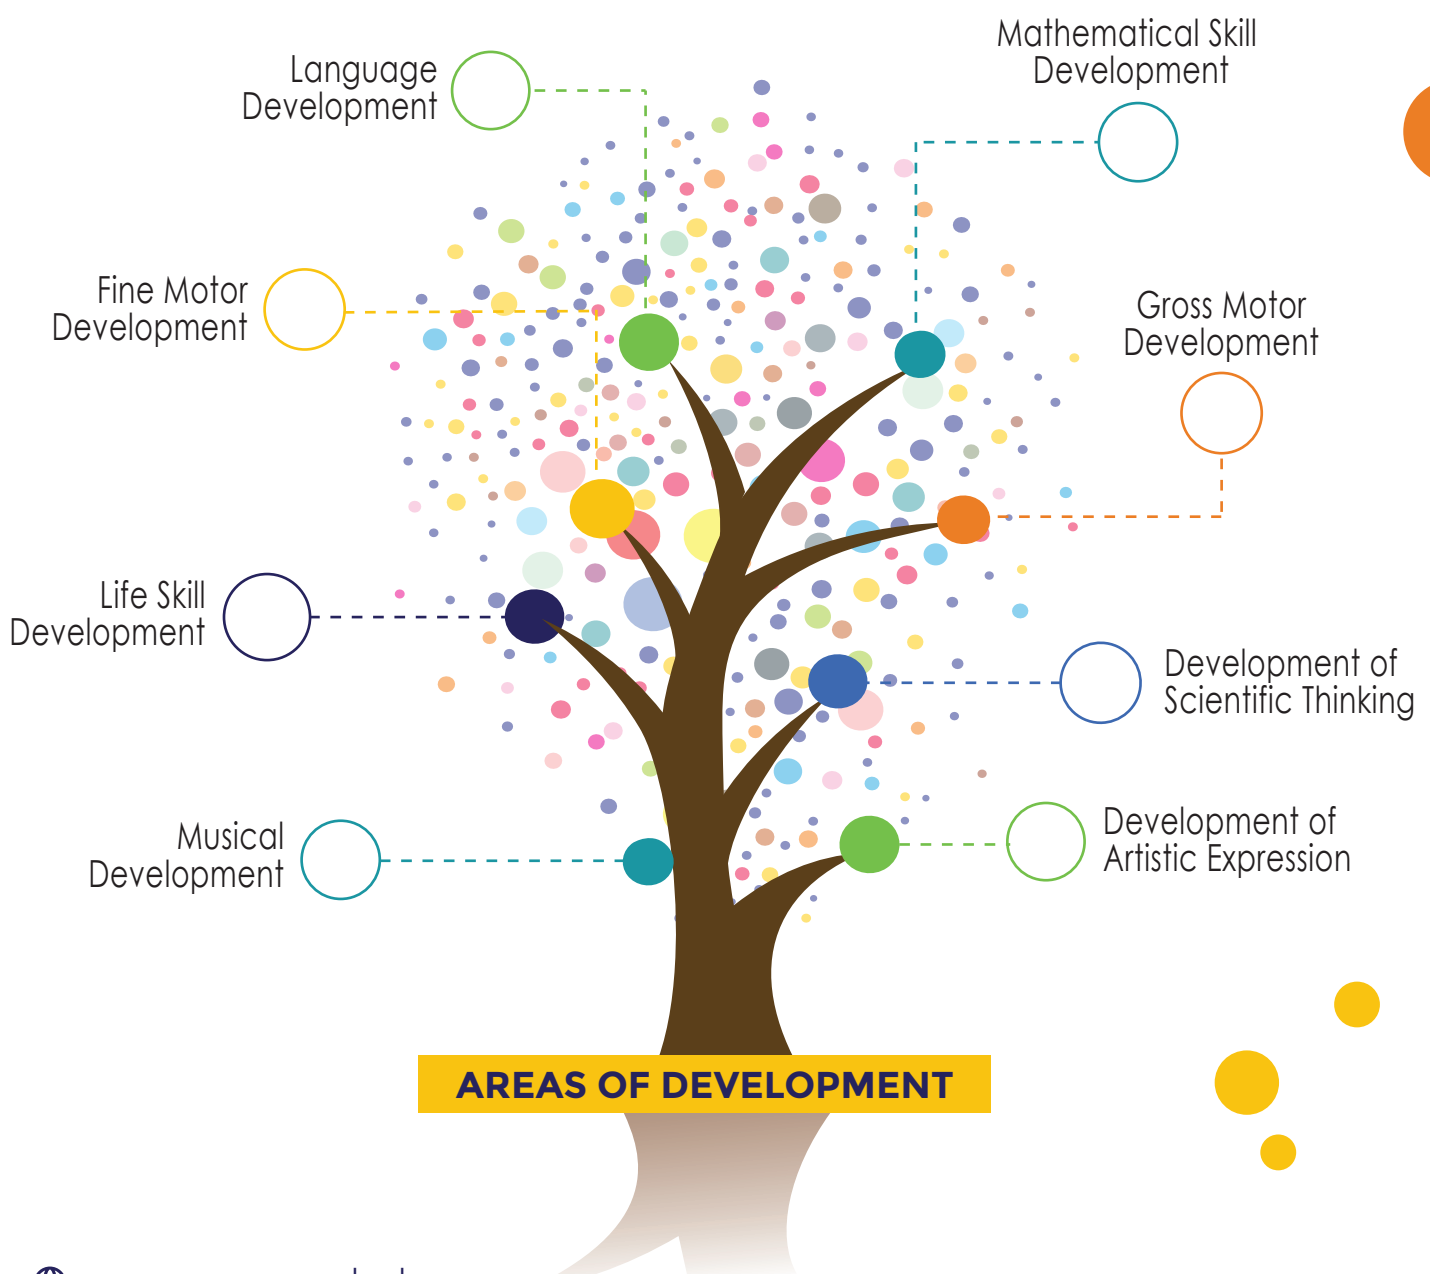 Mathematical Skill
Development
Language
Development
Fine Motor
Development
Gross Motor
Development
Life Skill
Development
Development of
Scientific Thinking
Musical
Development
Development of
Artistic Expression
AREAS OF DEVELOPMENT